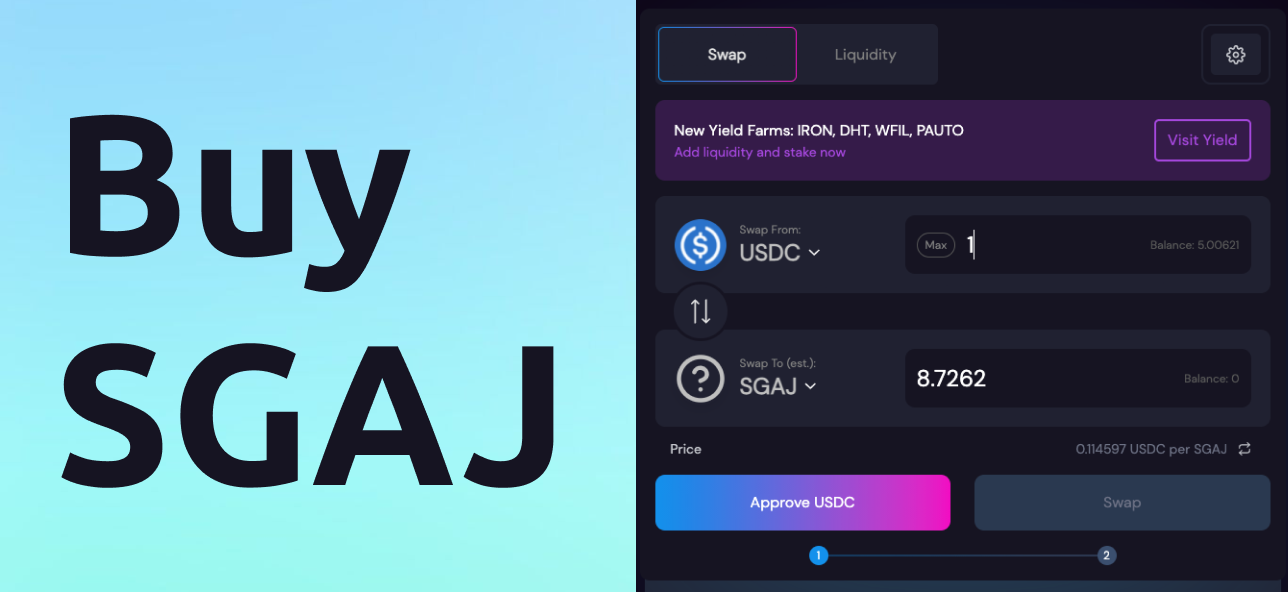 Buy
SGAJ
Swap
Liquidity
New Yield Farms: IRON, DHT, WFIL, PAUTO
Add liquidity and stake now
Visit Yield
Swap From:
USDC
Max
1
Balance: 5.00621
Swap To (est.):
SGAJ
8.7262
Balance: 0
Price
0.114597 USDC per SGAJ
Approve USDC
Swap
1
2